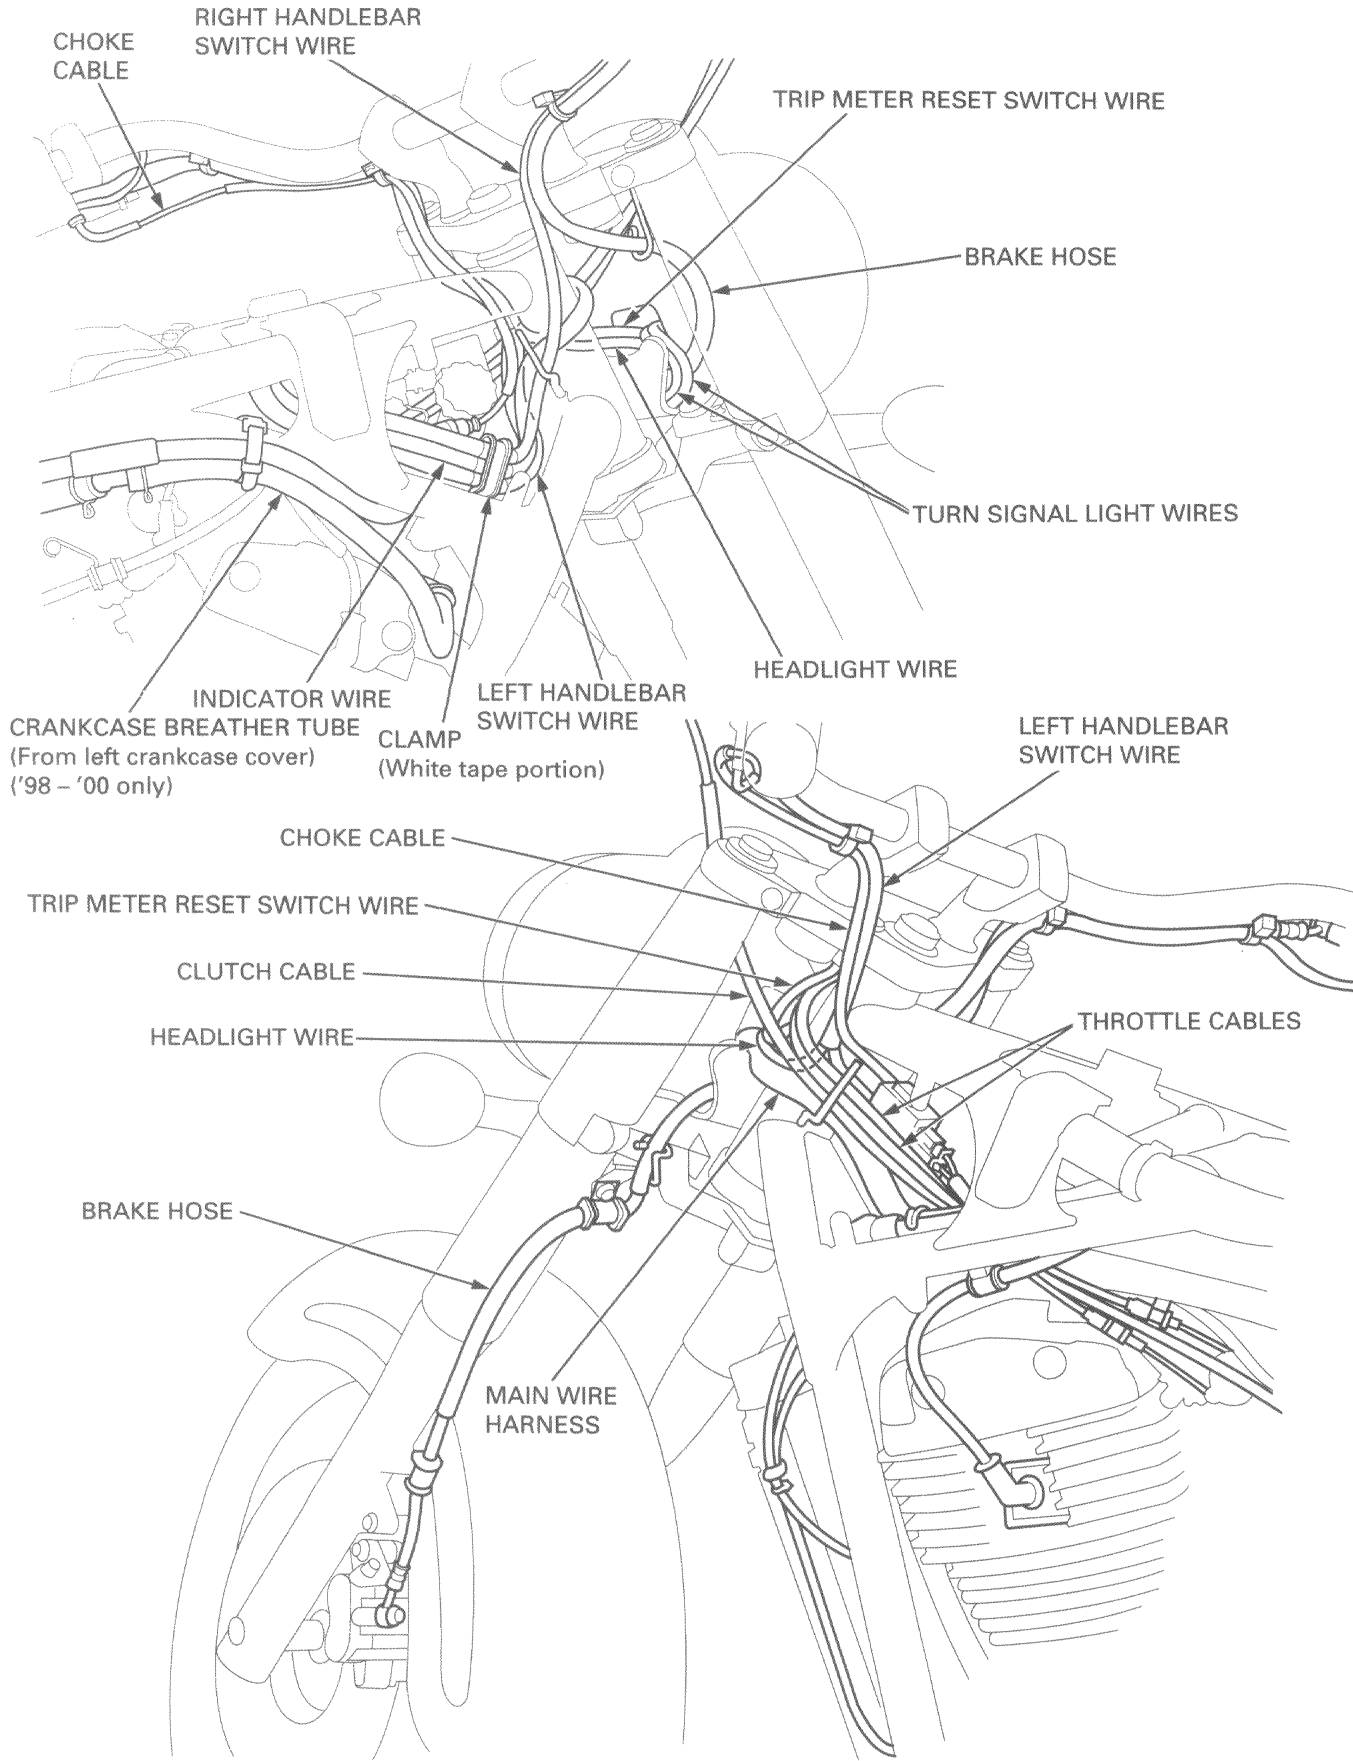 RIGHT HANDLEBAR
SWITCH WIRE
CHOKE
CABLE
TRIP METER RESET SWITCH WIRE
BRAKE HOSE
TURN SIGNAL LIGHT WIRES
HEADLIGHT WIRE
INDICATOR WIRE
CRANKCASE BREATHER TUBE
(From left crankcase cover)
('98 – '00 only)
CLAMP
(White tape portion)
LEFT HANDLEBAR
SWITCH WIRE
LEFT HANDLEBAR
SWITCH WIRE
CHOKE CABLE
TRIP METER RESET SWITCH WIRE
CLUTCH CABLE
HEADLIGHT WIRE
THROTTLE CABLES
BRAKE HOSE
MAIN WIRE
HARNESS